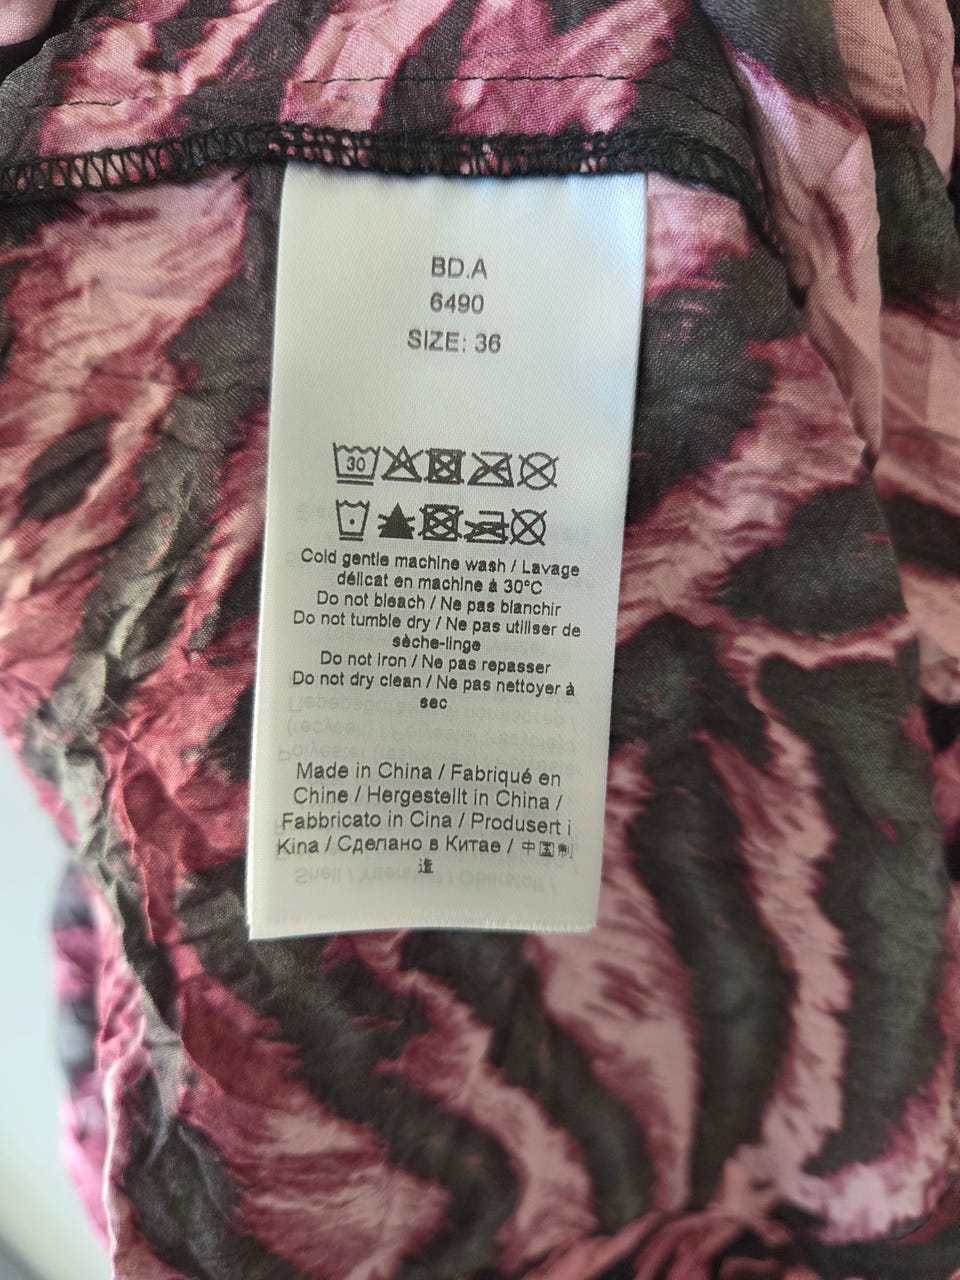 BD.A
6490
SIZE: 36
30
Cold gentle machine wash / Lavage
délicat en machine à 30°C
Do not bleach / Ne pas blanchir
Do not tumble dry / Ne pas utiliser de
sèche-linge
Do not iron / Ne pas repasser
Do not dry clean / Ne pas nettoyer à
sec
Made in China / Fabriqué en
Chine / Hergestellt in China /
Fabbricato in Cina / Produsert i
Kina / Сделано в Китае / 中国制
造